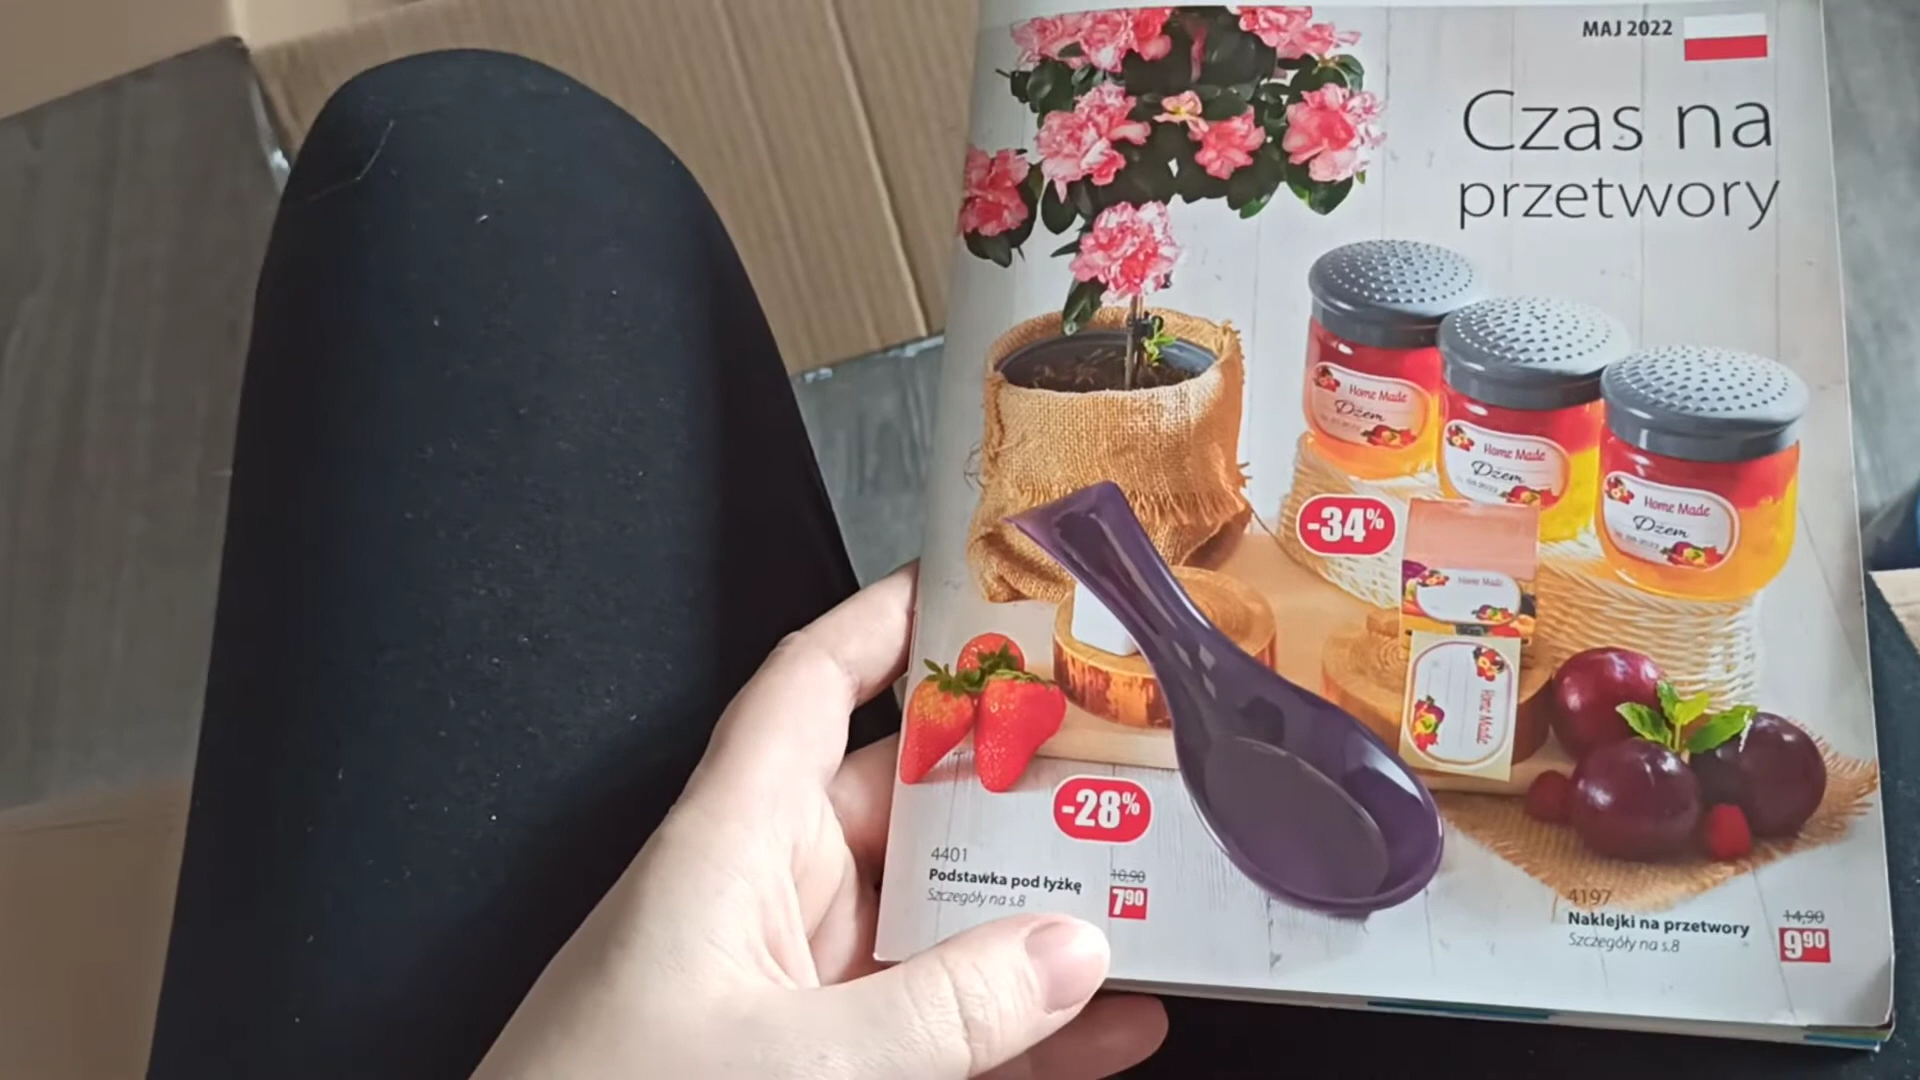 MAJ 2022
Czas na
przetwory
Home Made
Dżem
Home Made
Dżem
Home Made
Dżem
-34%
Home Made
Home Made
-28%
4401
Podstawka pod łyżkę
Szczegóły na s.8
10,90
7 90
4197
Naklejki na przetwory
Szczegóły na s.8
14,90
9 90